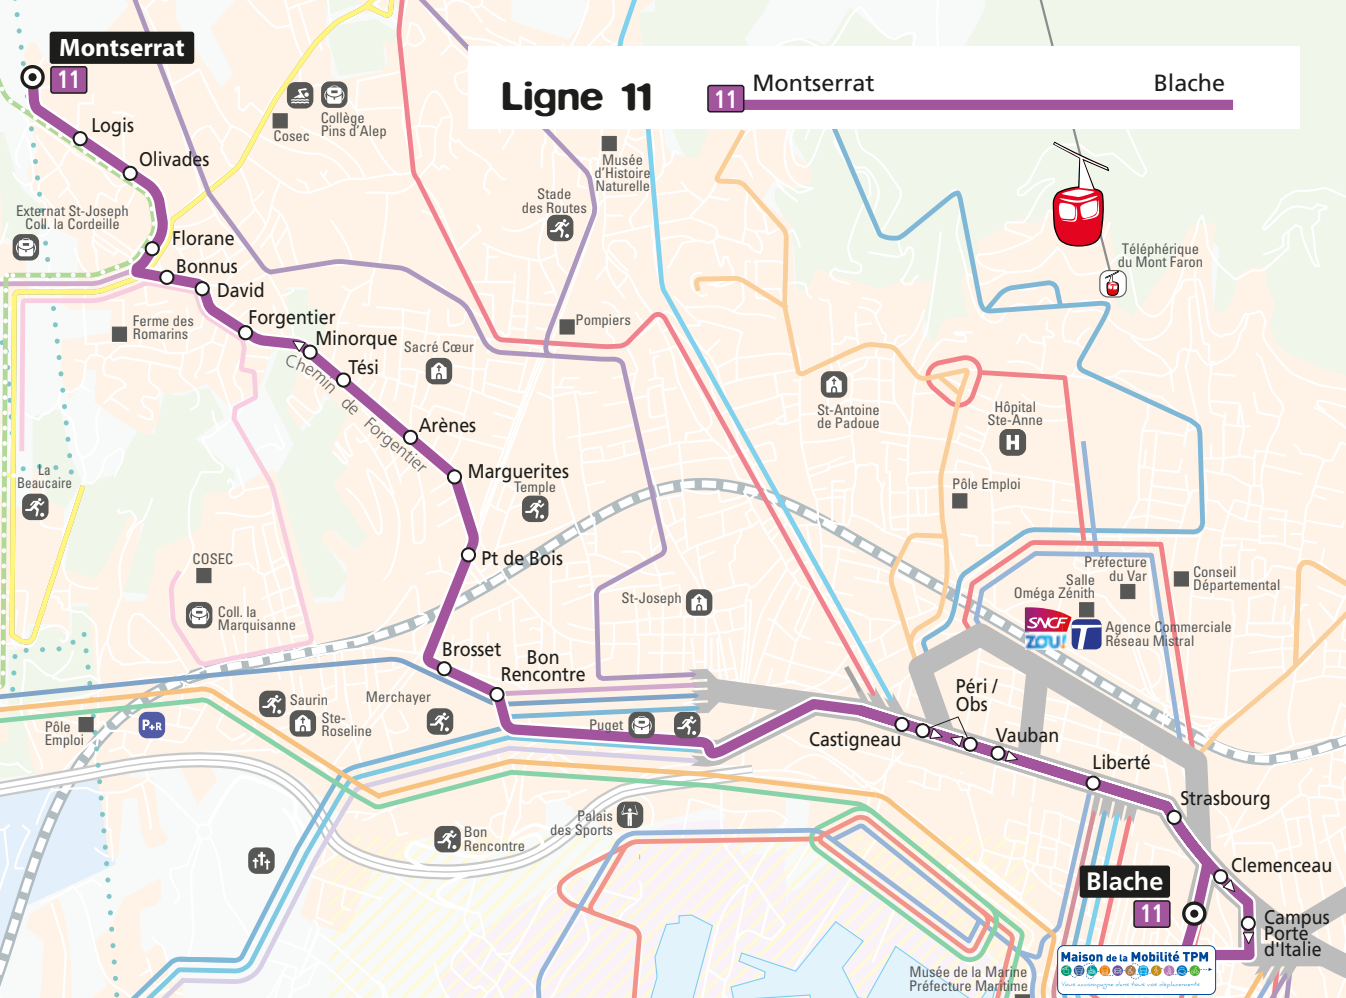 Montserrat
11
Ligne 11
11
Montserrat
Blache
Logis
Olivades
Collège
Pins d'Alep
Cosec
Musée
d'Histoire
Naturelle
Stade
des Routes
Externat St-Joseph
Coll. la Cordeille
Florane
Bonnus
David
Téléphérique
du Mont Faron
Ferme des
Romarins
Forgentier
Minorque
Pompiers
Sacré Cœur
Tési
Chemin de Forgentier
St-Antoine
de Padoue
Hôpital
Ste-Anne
H
Arènes
La
Beaucaire
Marguerites
Temple
Pôle Emploi
COSEC
Pt de Bois
Préfecture
du Var
Conseil
Départemental
Salle
Oméga Zénith
St-Joseph
Coll. la
Marquisanne
SNCF
ZOU!
T
Agence Commerciale
Réseau Mistral
Brosset
Bon
Rencontre
Péri /
Obs
Saurin
Ste-
Roseline
Merchayer
Pôle
Emploi
P+R
Puget
Castigneau
Vauban
Liberté
Strasbourg
Palais
des Sports
Bon
Rencontre
Clemenceau
Blache
11
Campus
Porte
d'Italie
Maison de la Mobilité TPM
Vous accompagne dans tous vos déplacements
Musée de la Marine
Préfecture Maritime